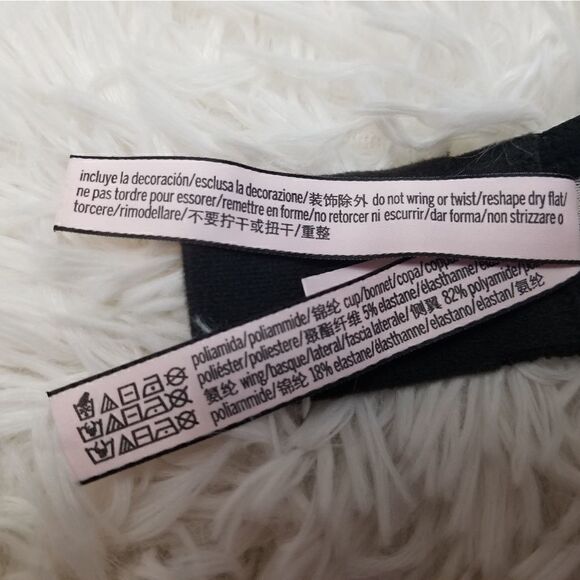 incluye la decoración/esclusa la decorazione/装饰除外 do not wring or twist/reshape dry flat/
ne pas tordre pour essorer/remettre en forme/no retorcer ni escurrir/dar forma/non strizzare o
torcere/rimodellare/不要拧干或扭干/重整
poliamida/poliammide/锦纶 cup/bonnet/copa/coppa
poliéster/poliestere/聚酯纤维 5% elastane/élasthanne/
氨纶 wing/basque/lateral/fascia laterale/ 侧翼 82% polyamide/
poliammide/锦纶 18% elastane/élasthanne/elastano/elastan/氨纶